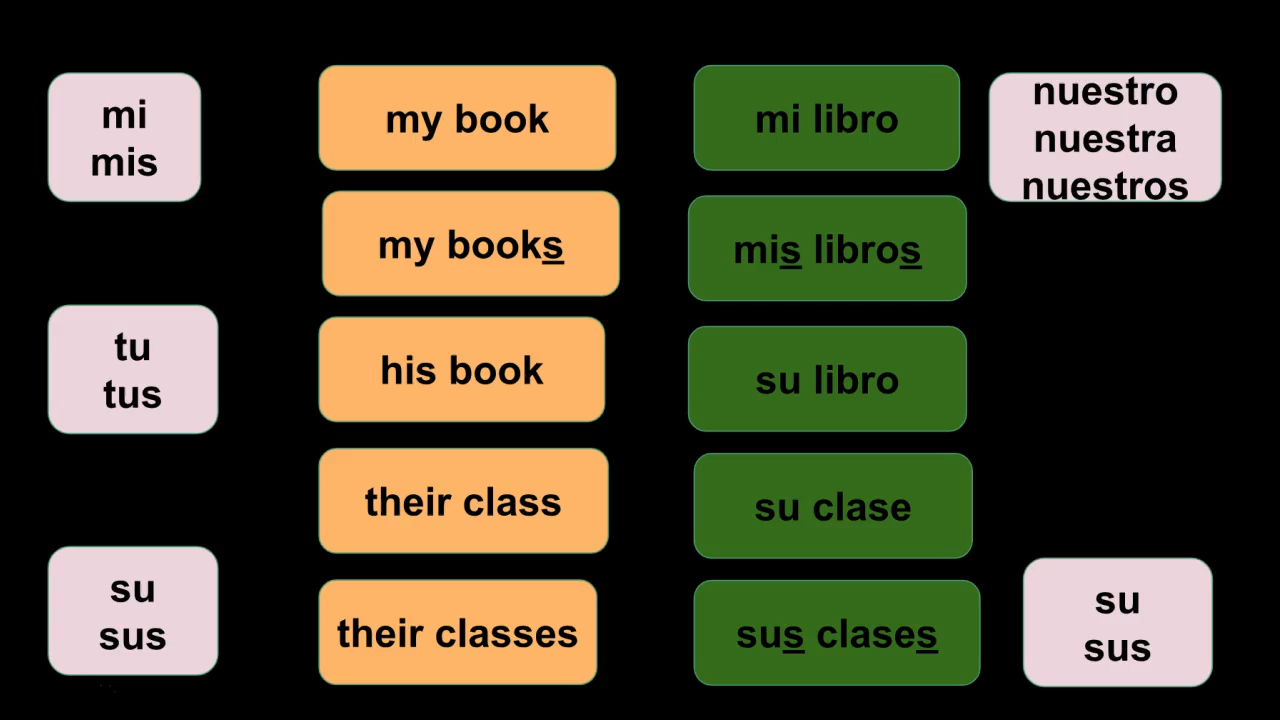 mi
mis
my book
mi libro
nuestro
nuestra
nuestros
my books
mis libros
tu
tus
his book
su libro
their class
su clase
su
sus
their classes
sus clases
su
sus